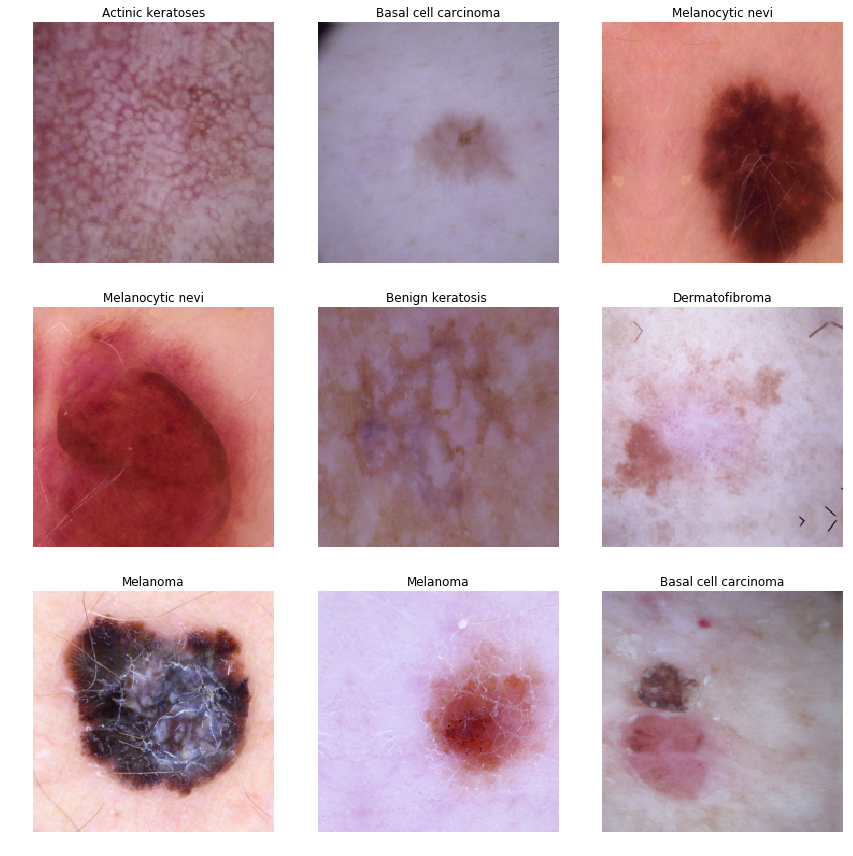 Actinic keratoses
Basal cell carcinoma
Melanocytic nevi
Melanocytic nevi
Benign keratosis
Dermatofibroma
Melanoma
Melanoma
Basal cell carcinoma